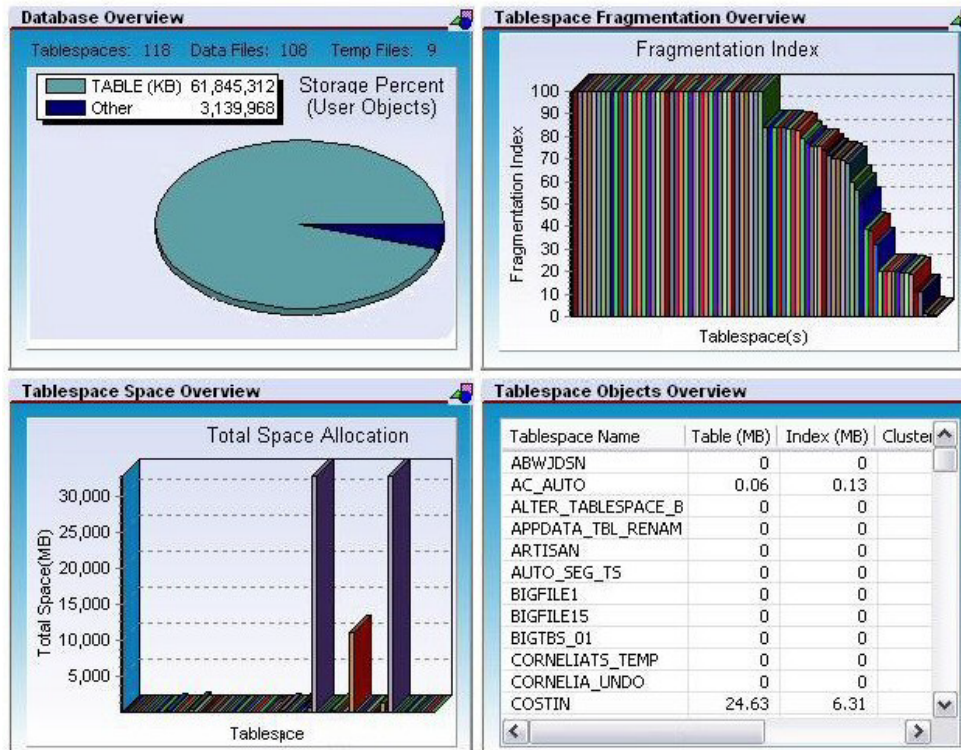 Database Overview
Tablespaces: 118 Data Files: 108 Temp Files: 9
TABLE (KB) 61,845,312
Other 3,139,968
Storage Percent
(User Objects)
Tablespace Fragmentation Overview
Fragmentation Index
100
90
80
70
60
50
40
30
20
10
0
Fragmentation Index
Tablespace(s)
Tablespace Space Overview
Total Space Allocation
30,000
25,000
20,000
15,000
10,000
5,000
Total Space(MB)
Tablespace
Tablespace Objects Overview
Tablespace Name Table (MB) Index (MB) Cluster
ABWJDSN 0 0
AC_AUTO 0.06 0.13
ALTER_TABLESPACE_B 0 0
APPDATA_TBL_RENAM 0 0
ARTISAN 0 0
AUTO_SEG_TS 0 0
BIGFILE1 0 0
BIGFILE15 0 0
BIGTBS_01 0 0
CORNELIATS_TEMP 0 0
CORNELIA_UNDO 0 0
COSTIN 24.63 6.31